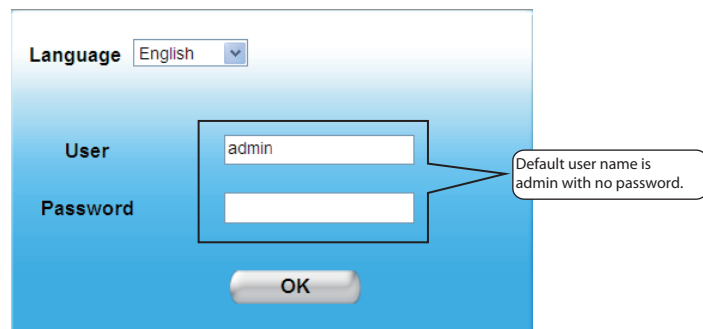 Language English
User admin
Default user name is
admin with no password.
Password
OK